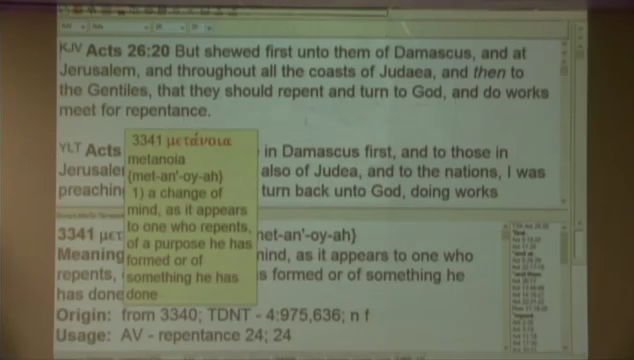 KJV Acts 26:20 But shewed first unto them of Damascus, and at
Jerusalem, and throughout all the coasts of Judaea, and then to
the Gentiles, that they should repent and turn to God, and do works
meet for repentance.
YLT Acts in Damascus first, and to those in
Jerusale also of Judea, and to the nations, I was
preachin turn back unto God, doing works
3341 μετάνοια
metanoia
{met-an'-oy-ah}
1) a change of
mind, as it appears
to one who repents,
of a purpose he has
formed or of
something he has
done
3341 μετ net-an'-oy-ah}
Meaning ind, as it appears to one who
repents, s formed or of something he
has done
Origin: from 3340; TDNT - 4:975,636; n f
Usage: AV - repentance 24; 24